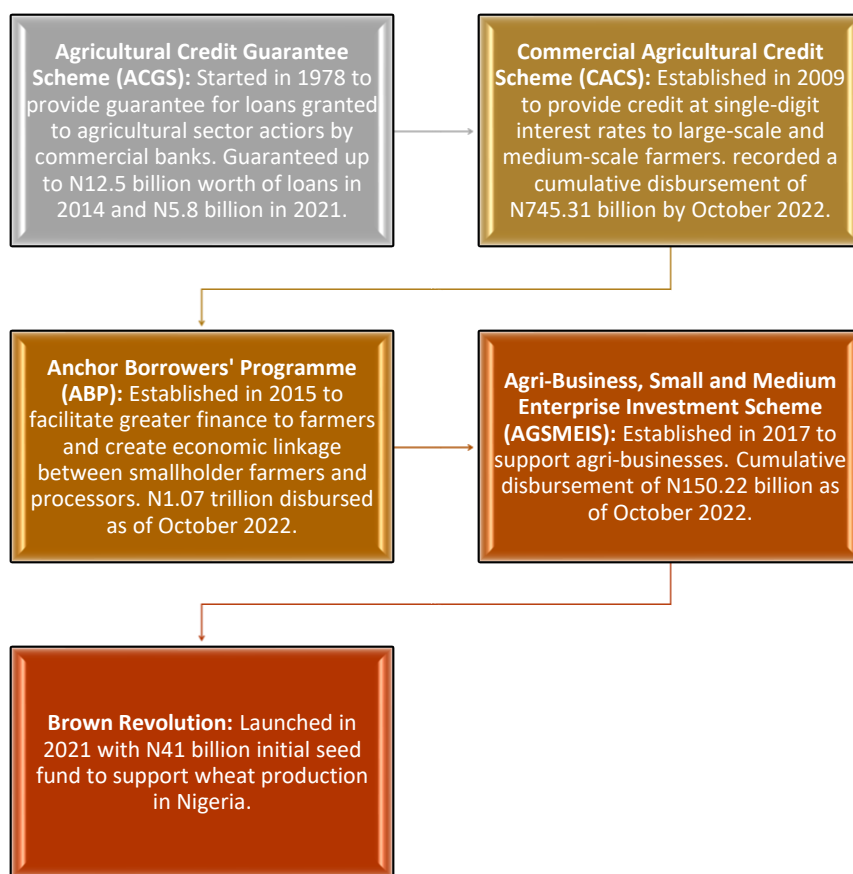 Agricultural Credit Guarantee
Scheme (ACGS): Started in 1978 to
provide guarantee for loans granted
to agricultural sector actiors by
commercial banks. Guaranteed up
to N12.5 billion worth of loans in
2014 and N5.8 billion in 2021.
Commercial Agricultural Credit
Scheme (CACS): Established in 2009
to provide credit at single-digit
interest rates to large-scale and
medium-scale farmers. recorded a
cumulative disbursement of
N745.31 billion by October 2022.
Anchor Borrowers' Programme
(ABP): Established in 2015 to
facilitate greater finance to farmers
and create economic linkage
between smallholder farmers and
processors. N1.07 trillion disbursed
as of October 2022.
Agri-Business, Small and Medium
Enterprise Investment Scheme
(AGSMEIS): Established in 2017 to
support agri-businesses. Cumulative
disbursement of N150.22 billion as
of October 2022.
Brown Revolution: Launched in
2021 with N41 billion initial seed
fund to support wheat production
in Nigeria.